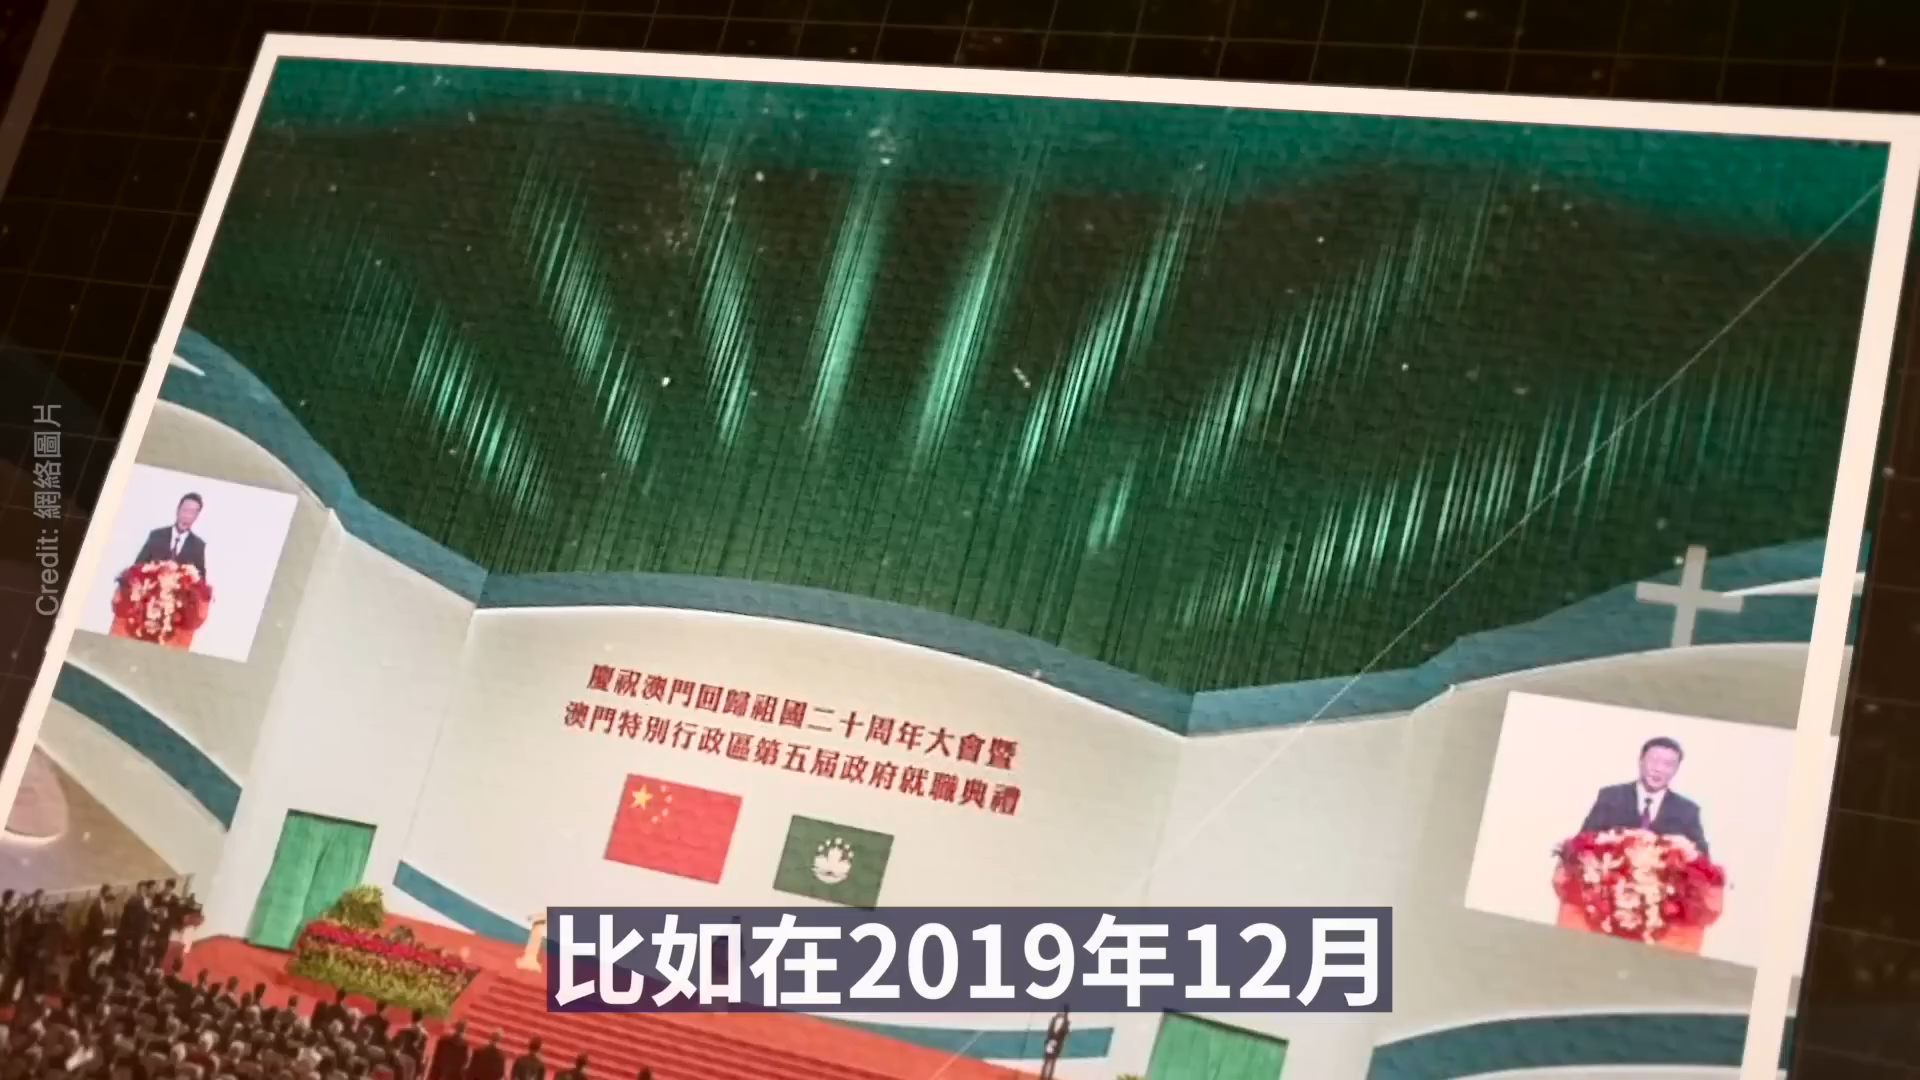 Credit: 網絡圖片
慶祝澳門回歸祖國二十周年大會暨
澳門特別行政區第五屆政府就職典禮
比如在2019年12月